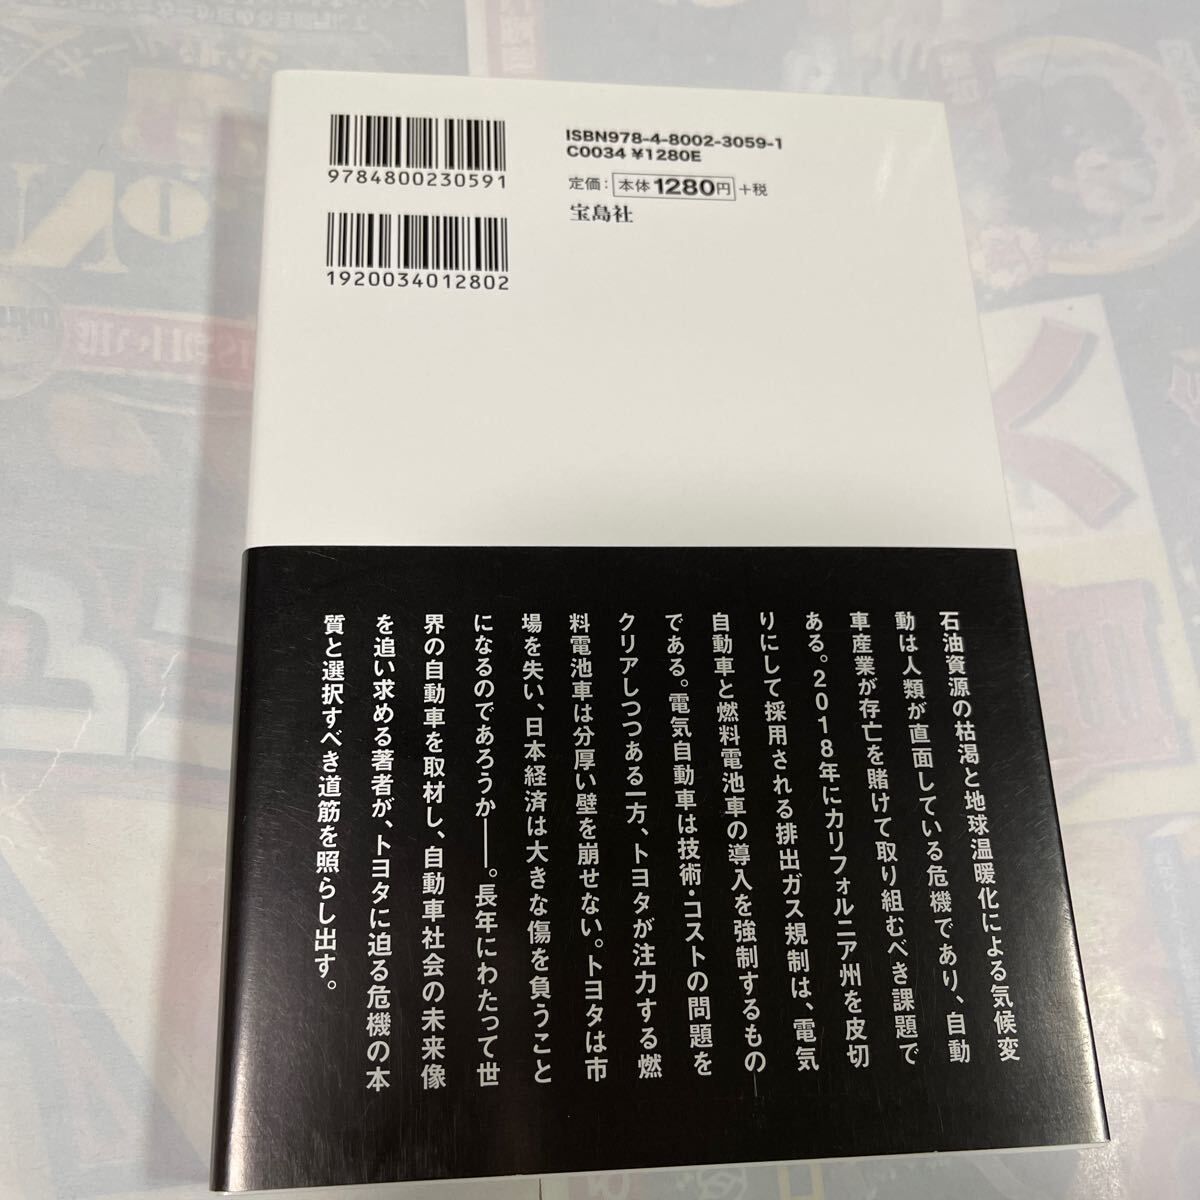 ISBN978-4-8002-3059-1
C0034 ¥1280E
定価：本体1280円+税
宝島社
9784800230591
1920034012802
石油資源の枯渇と地球温暖化による気候変
動は人類が直面している危機であり、自動
車産業が存亡を賭けて取り組むべき課題で
ある。2018年にカリフォルニア州を皮切
りにして採用される排出ガス規制は、電気
自動車と燃料電池車の導入を強制するもの
である。電気自動車は技術・コストの問題を
クリアしつつある一方、トヨタが注力する燃
料電池車は分厚い壁を崩せない。トヨタは市
場を失い、日本経済は大きな傷を負うこと
になるのであろうか──。長年にわたって世
界の自動車を取材し、自動車社会の未来像
を追い求める著者が、トヨタに迫る危機の本
質と選択すべき道筋を照らし出す。